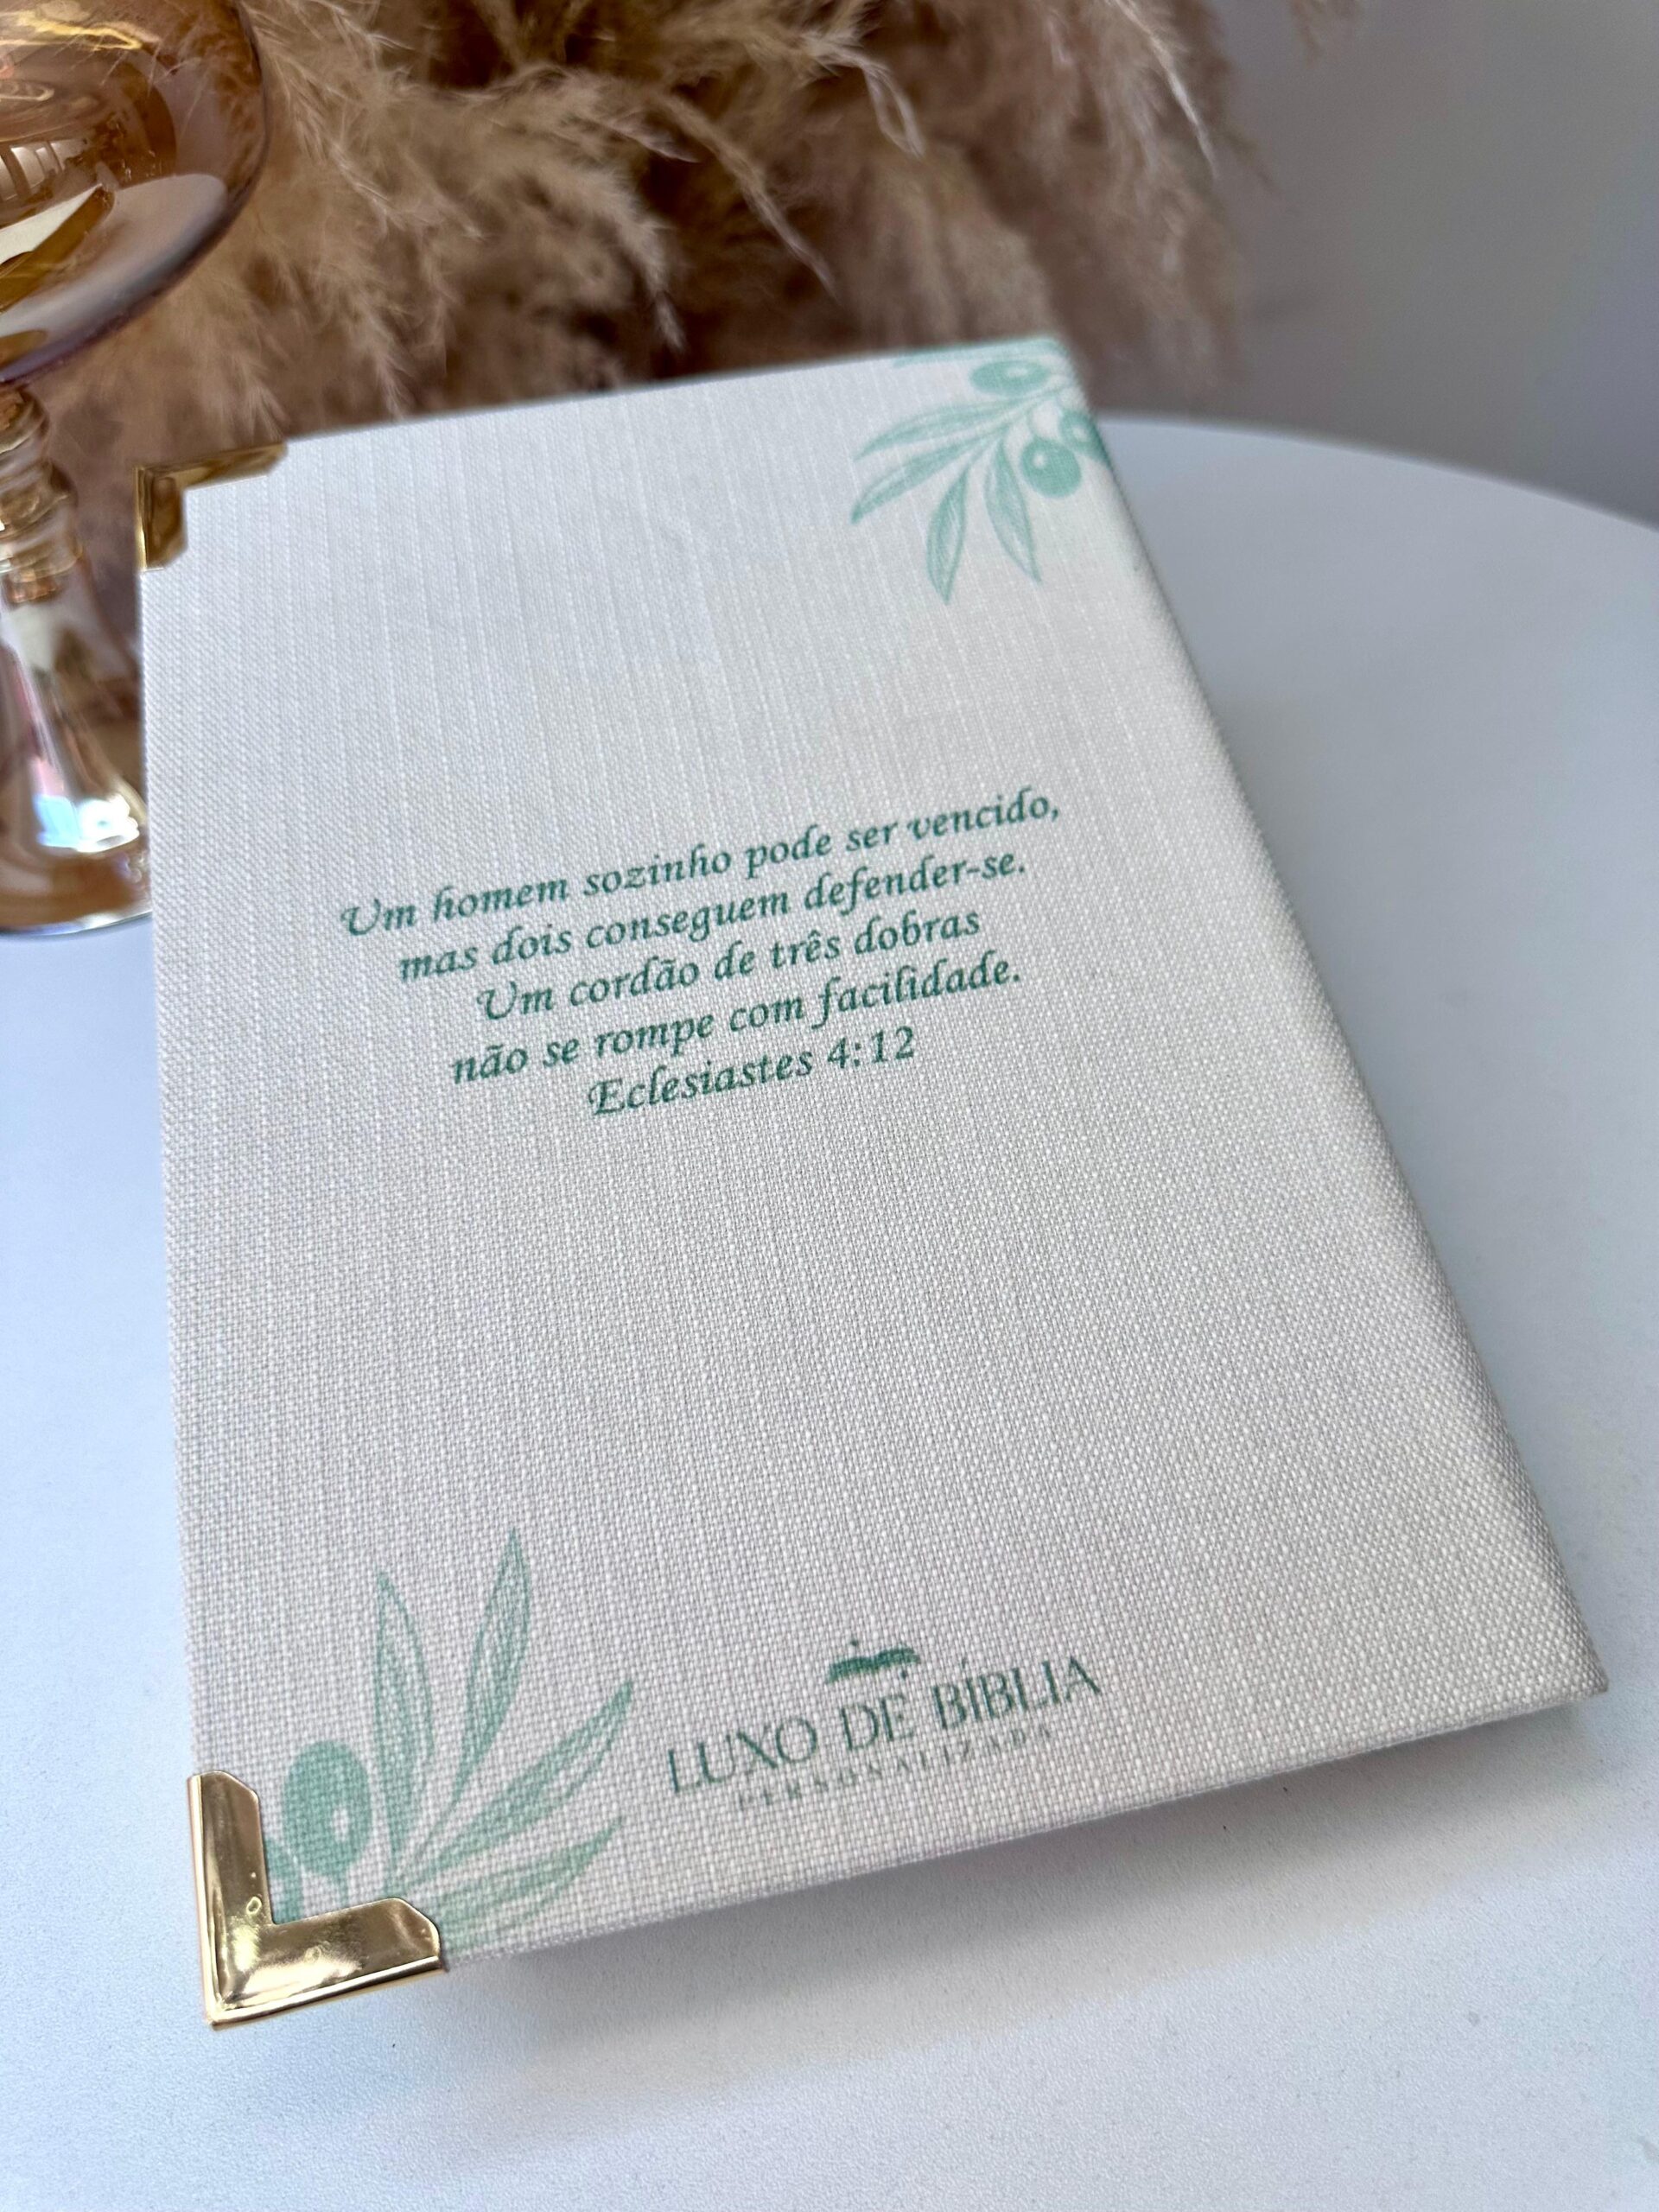 Um homem sozinho pode ser vencido,
mas dois conseguem defender-se.
Um cordão de três dobras
não se rompe com facilidade.
Eclesiastes 4:12
LUXO DE BÍBLIA
PERSONALIZADA